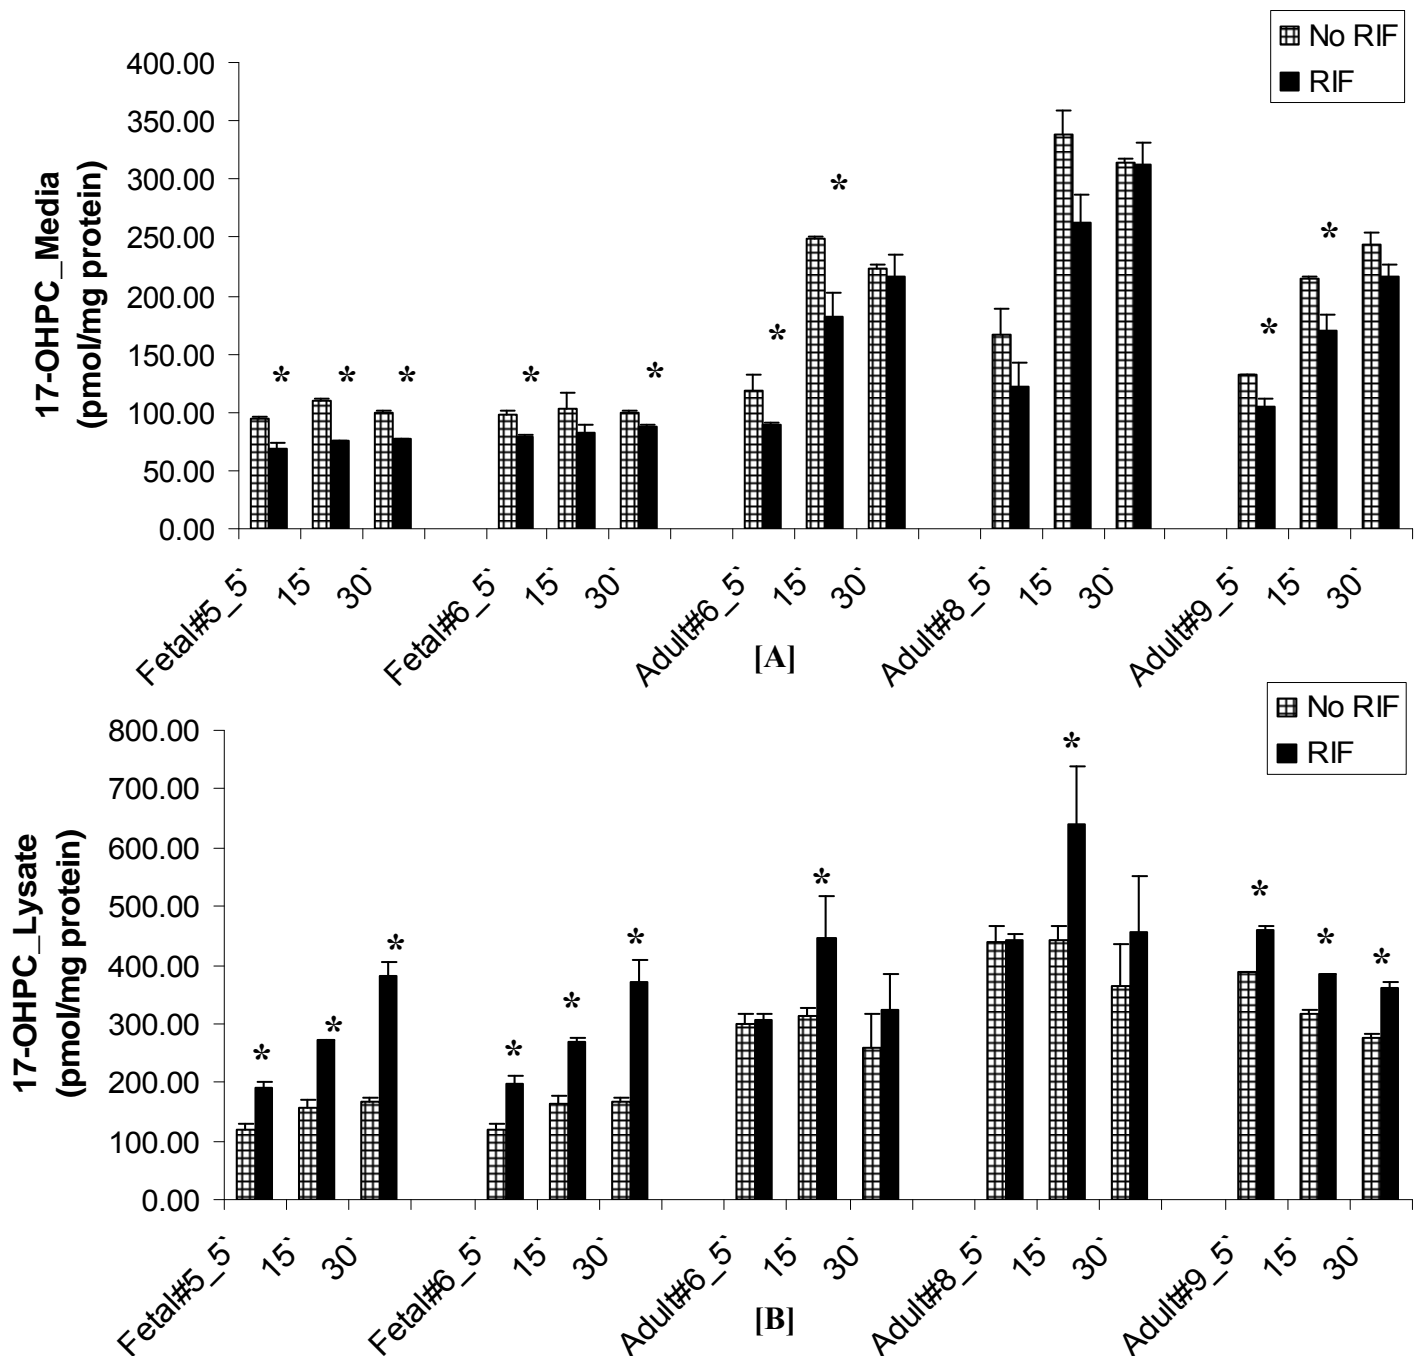 No RIF
RIF
17-OHPC_Media
(pmol/mg protein)
400.00
350.00
300.00
250.00
200.00
150.00
100.00
50.00
0.00
* * * * * * * * *
Fetal#5_5` 15` 30` Fetal#6_5` 15` 30` Adult#6_5` 15` 30` Adult#8_5` 15` 30` Adult#9_5` 15` 30`
[A]
No RIF
RIF
17-OHPC_Lysate
(pmol/mg protein)
800.00
700.00
600.00
500.00
400.00
300.00
200.00
100.00
0.00
* * * * * * * * * * *
Fetal#5_5` 15` 30` Fetal#6_5` 15` 30` Adult#6_5` 15` 30` Adult#8_5` 15` 30` Adult#9_5` 15` 30`
[B]